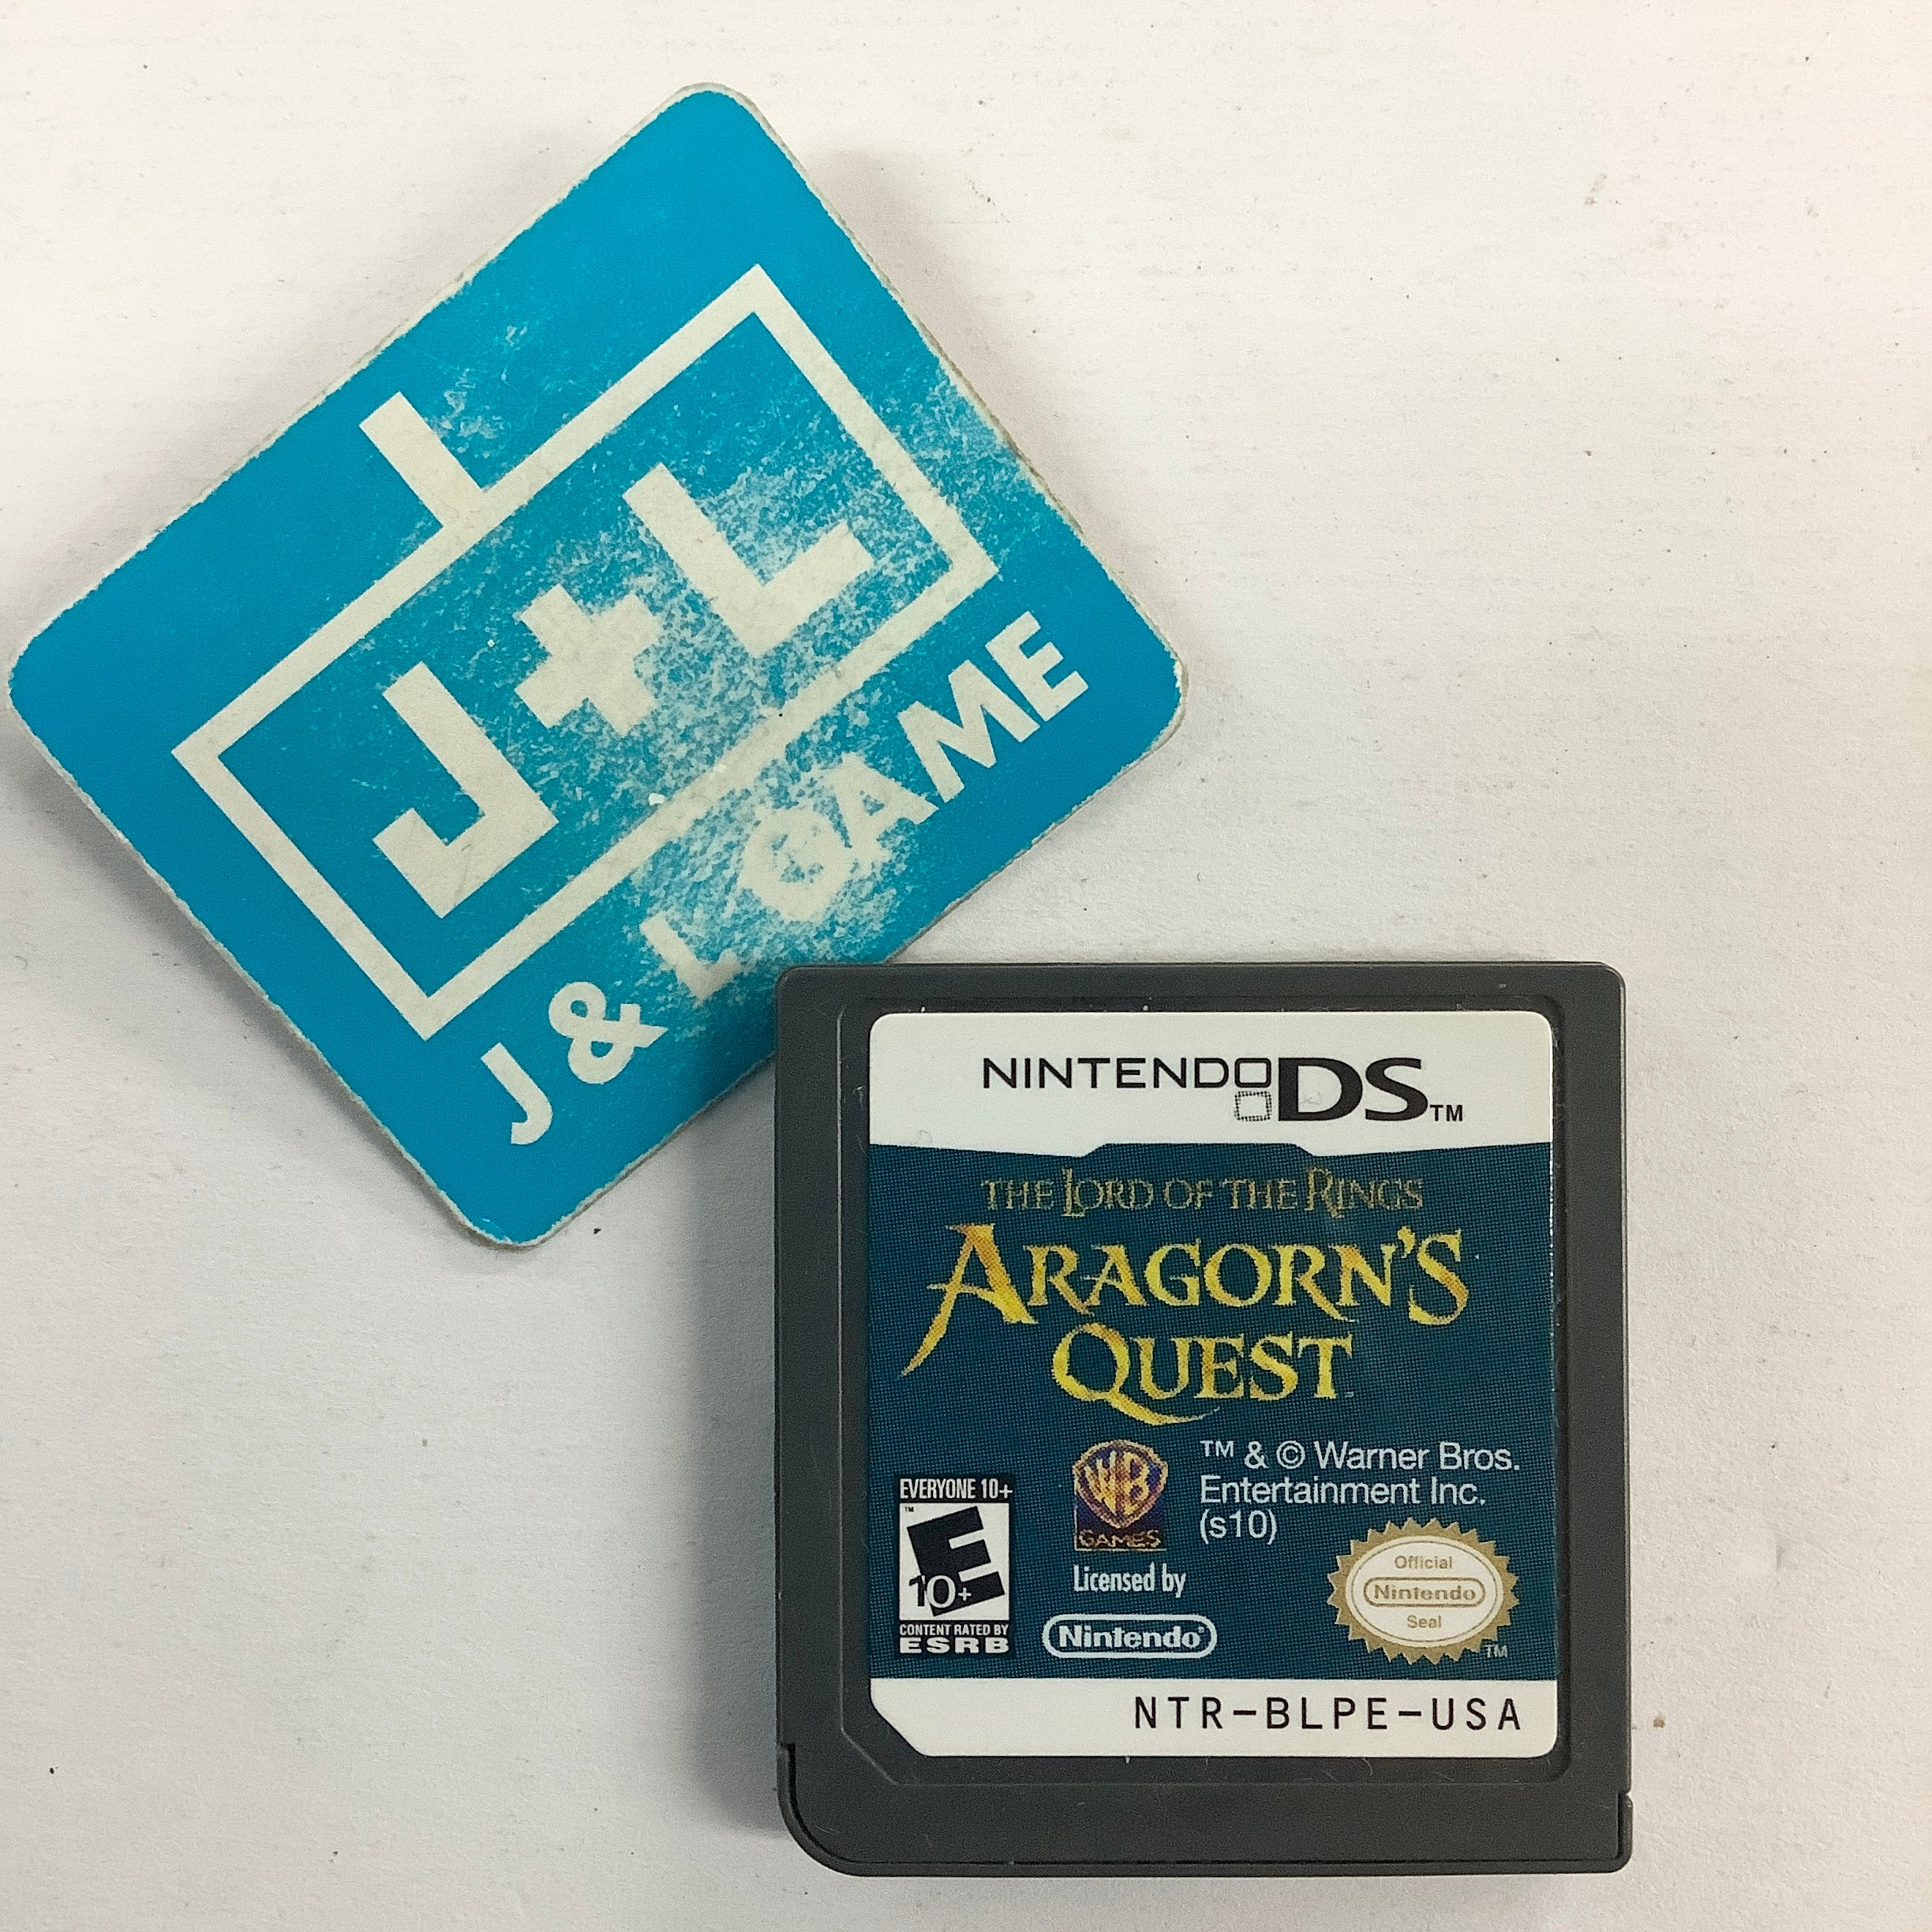 J+L
J & L GAME
NINTENDO DS™
THE LORD OF THE RINGS
ARAGORN'S
QUEST
™ & © Warner Bros.
Entertainment Inc.
(s10)
WB
GAMES
EVERYONE 10+
™
E
10+
CONTENT RATED BY
ESRB
Licensed by
Nintendo®
Official
Nintendo
Seal
™
NTR-BLPE-USA